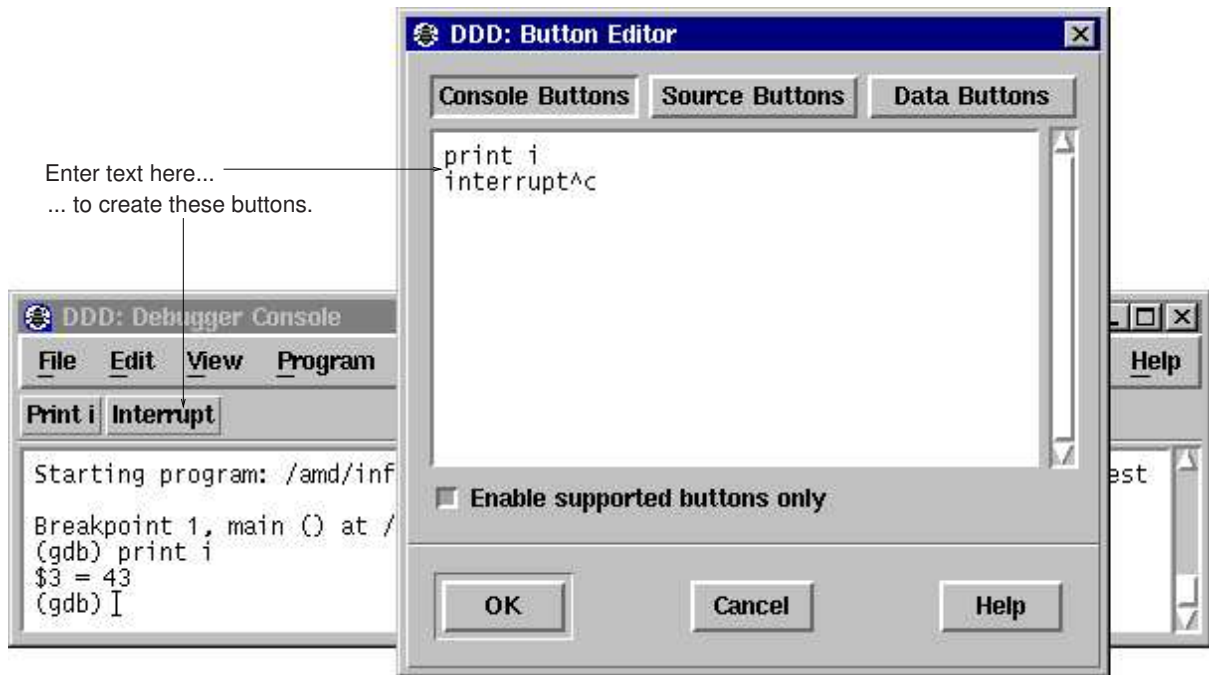 DDD: Button Editor
Console Buttons Source Buttons Data Buttons
print i
interrupt^c
Enter text here...
... to create these buttons.
DDD: Debugger Console
File Edit View Program Help
Print i Interrupt
Starting program: /amd/inf est
Breakpoint 1, main () at /
(gdb) print i
$3 = 43
(gdb)
Enable supported buttons only
OK Cancel Help